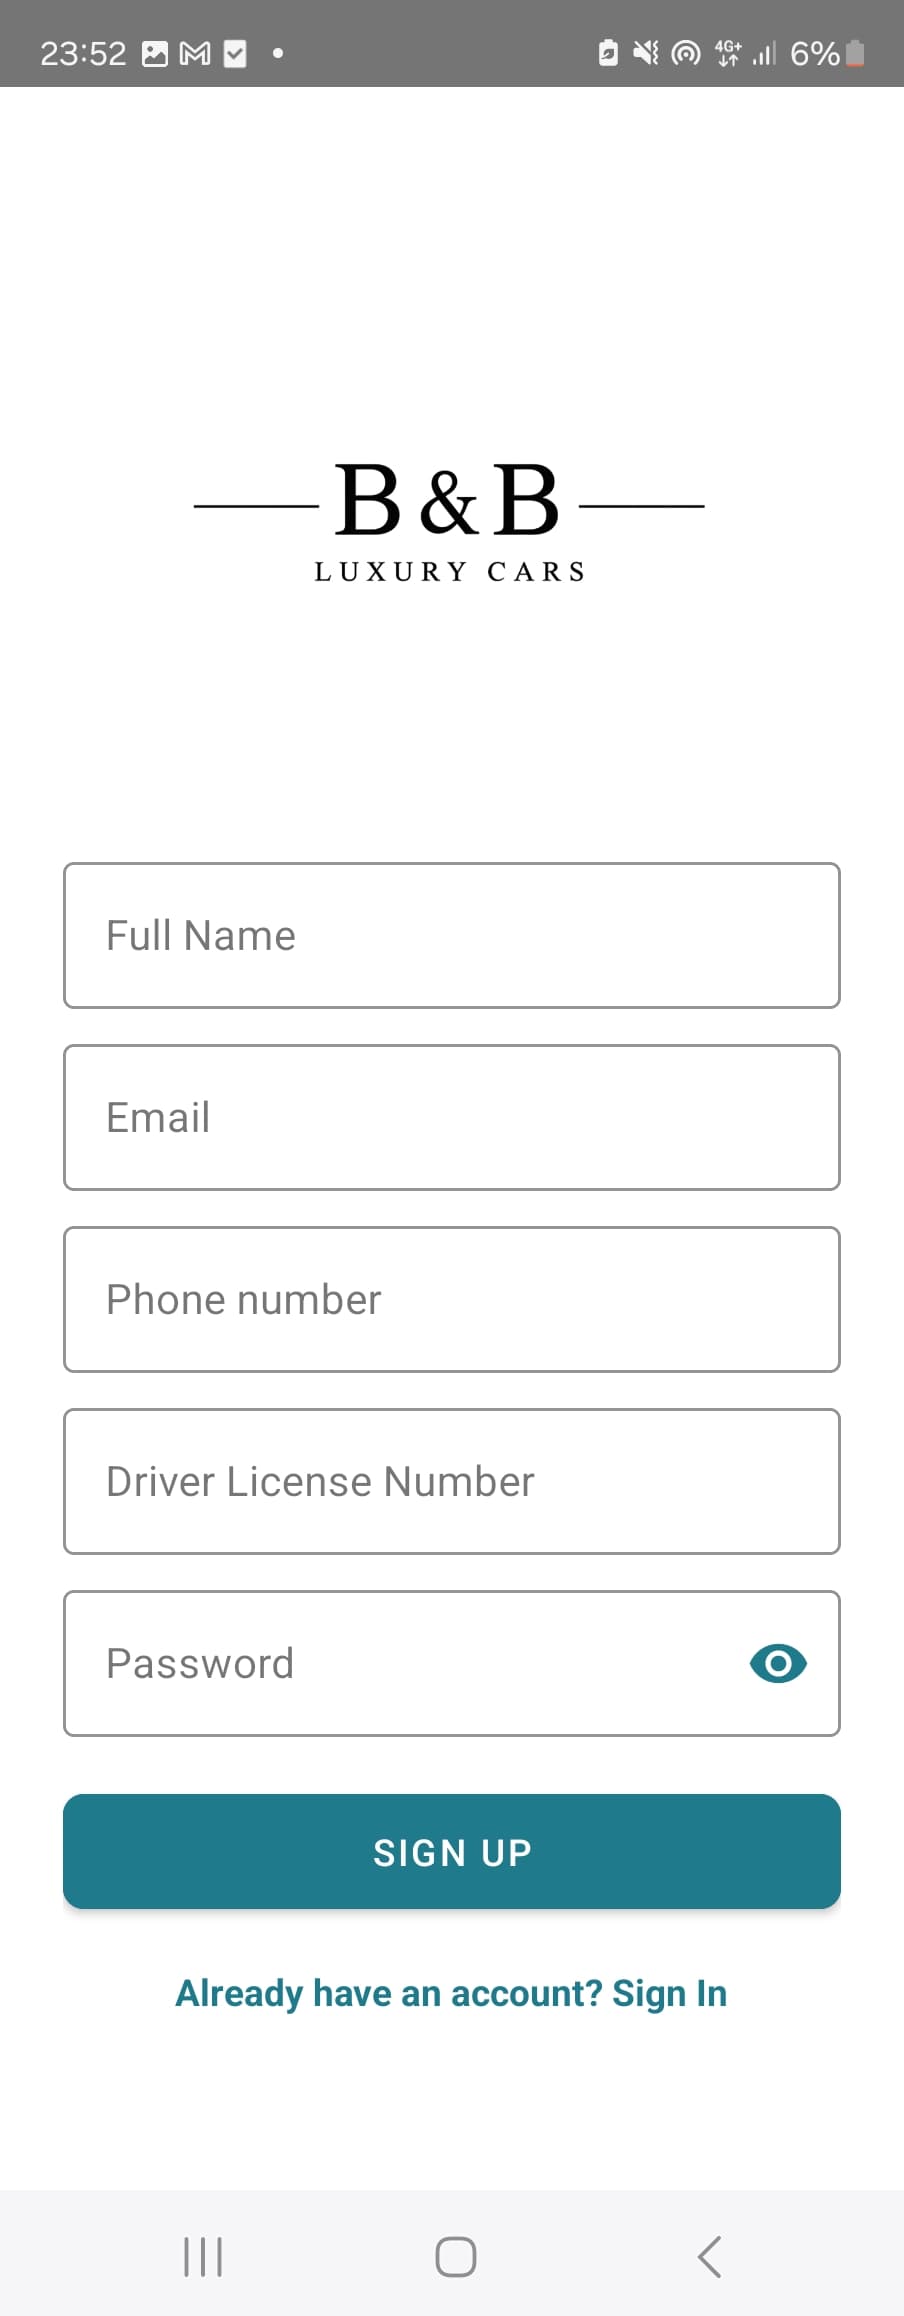 23:52 4G+ 6%
B & B
LUXURY CARS
Full Name
Email
Phone number
Driver License Number
Password
SIGN UP
Already have an account? Sign In